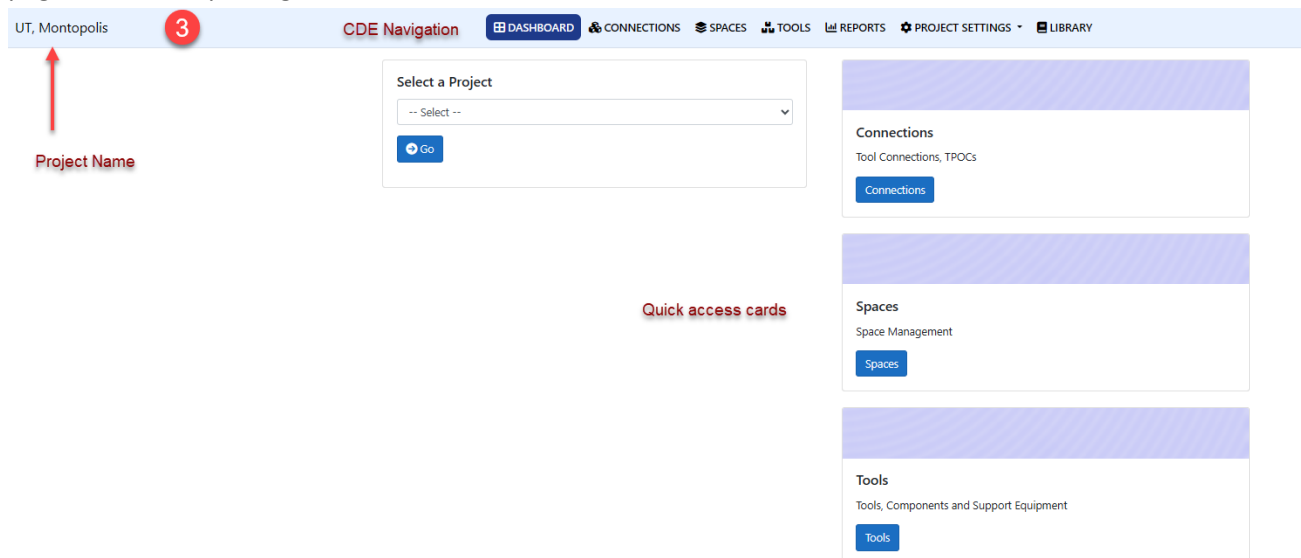 UT, Montopolis
3
CDE Navigation
DASHBOARD
CONNECTIONS
SPACES
TOOLS
REPORTS
PROJECT SETTINGS
LIBRARY
Project Name
Select a Project
-- Select --
Go
Quick access cards
Connections
Tool Connections, TPOCs
Connections
Spaces
Space Management
Spaces
Tools
Tools, Components and Support Equipment
Tools